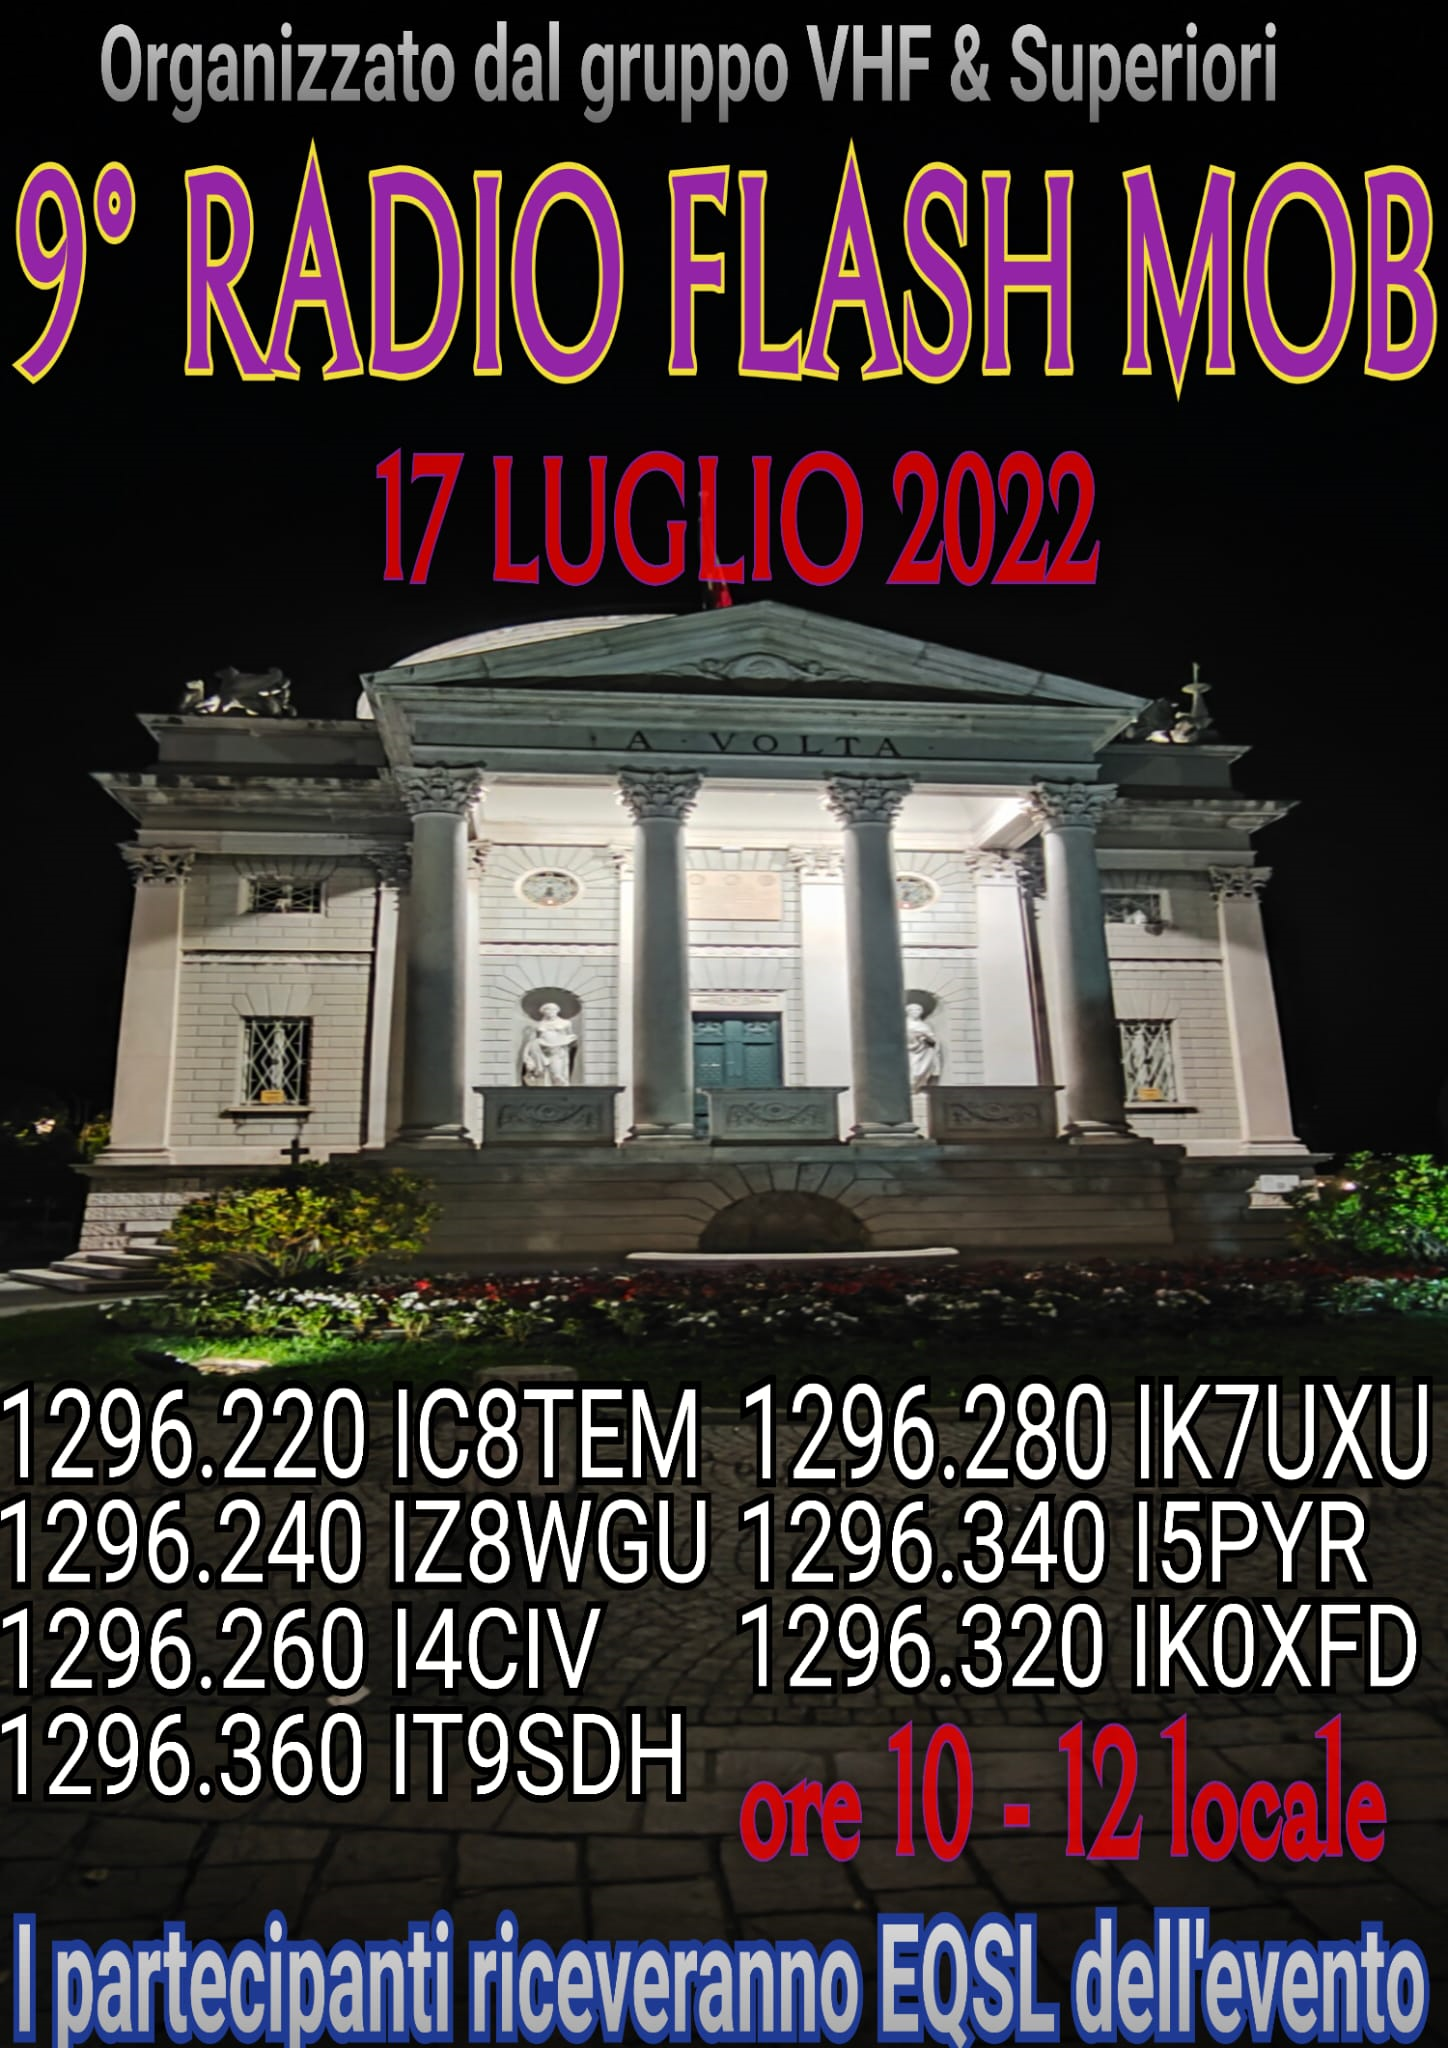 Organizzato dal gruppo VHF & Superiori
9° RADIO FLASH MOB
17 LUGLIO 2022
A · VOLTA
1296.220 IC8TEM
1296.240 IZ8WGU
1296.260 I4CIV
1296.360 IT9SDH
1296.280 IK7UXU
1296.340 I5PYR
1296.320 IK0XFD
ore 10 - 12 locale
I partecipanti riceveranno EQSL dell'evento